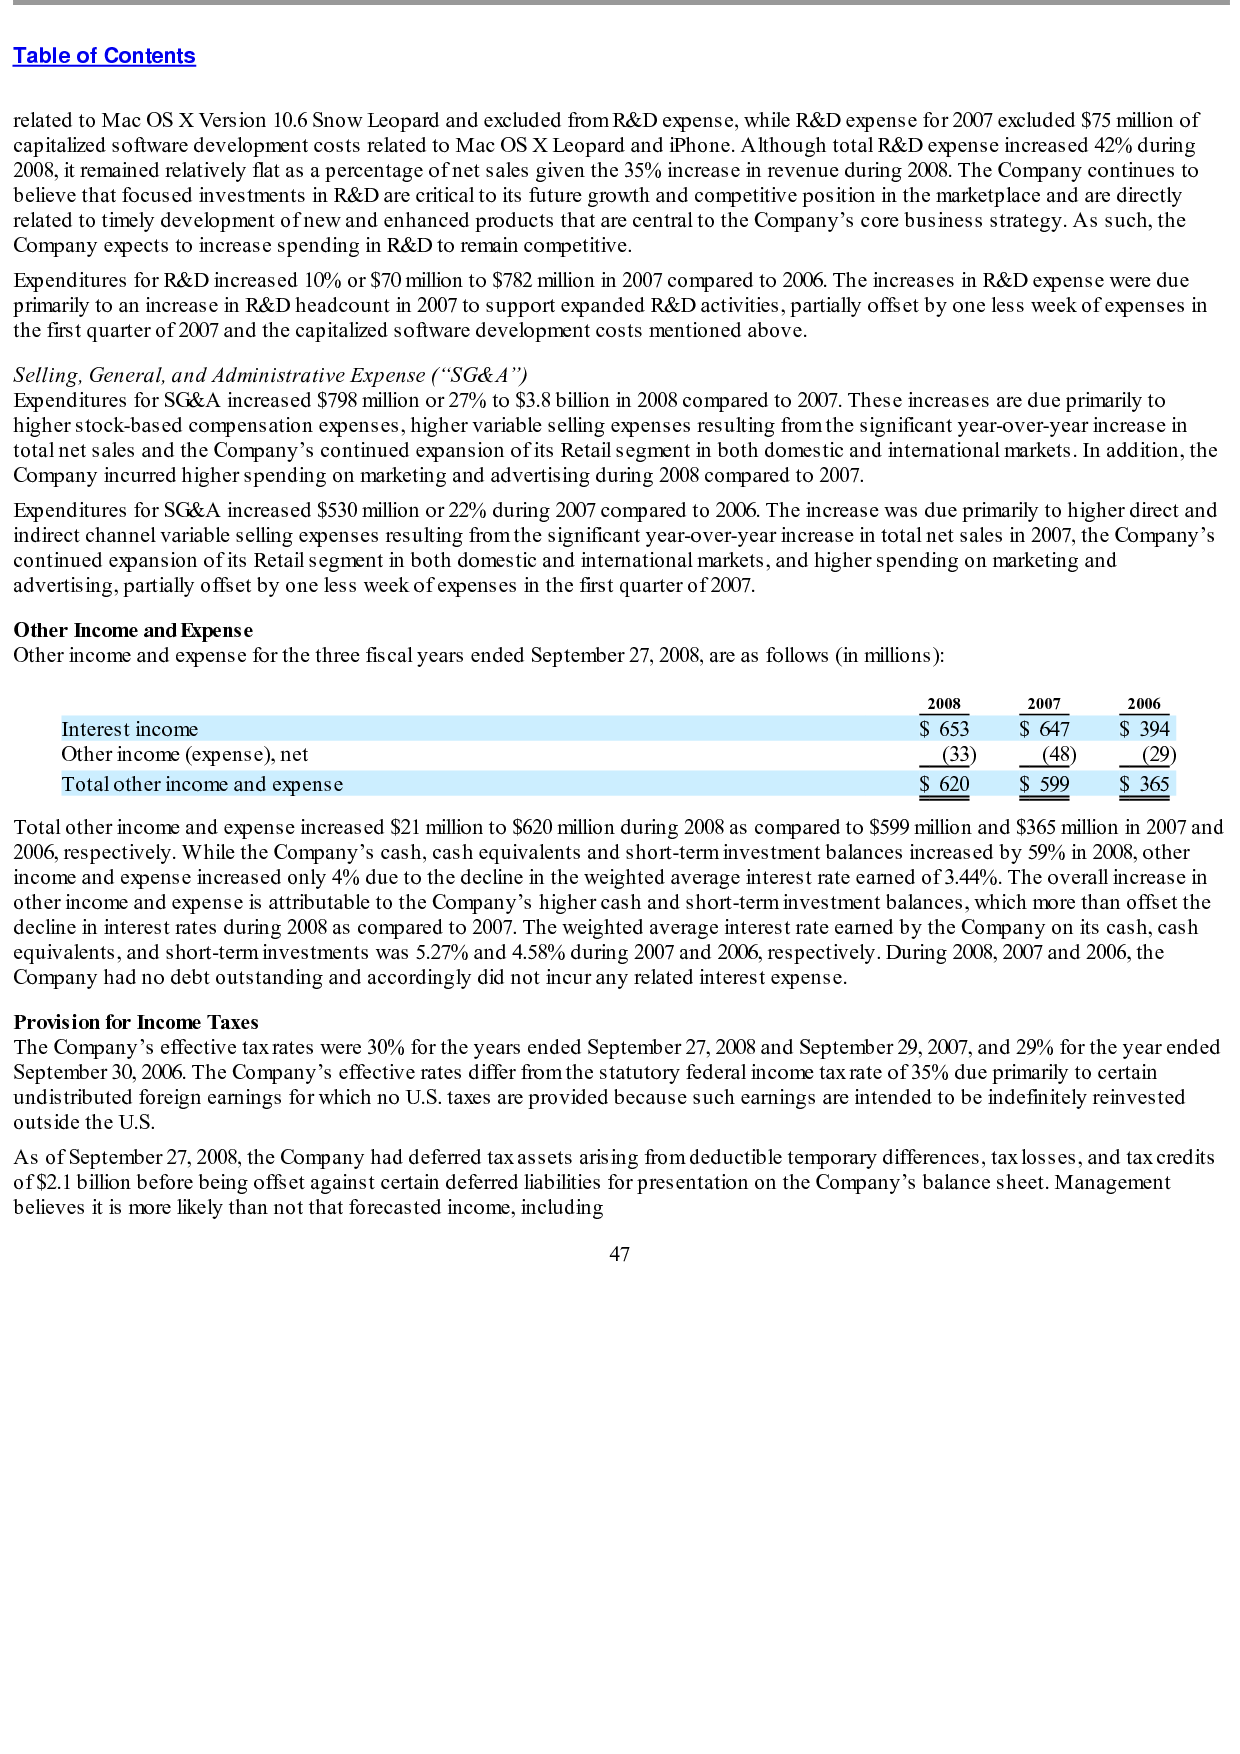 Table of Contents
related to Mac OS X Version 10.6 Snow Leopard and excluded from R&D expense, while R&D expense for 2007 excluded $75 million of
capitalized software development costs related to Mac OS X Leopard and iPhone. Although total R&D expense increased 42% during
2008, it remained relatively flat as a percentage of net sales given the 35% increase in revenue during 2008. The Company continues to
believe that focused investments in R&D are critical to its future growth and competitive position in the marketplace and are directly
related to timely development of new and enhanced products that are central to the Company’s core business strategy. As such, the
Company expects to increase spending in R&D to remain competitive.
Expenditures for R&D increased 10% or $70 million to $782 million in 2007 compared to 2006. The increases in R&D expense were due
primarily to an increase in R&D headcount in 2007 to support expanded R&D activities, partially offset by one less week of expenses in
the first quarter of 2007 and the capitalized software development costs mentioned above.
Selling, General, and Administrative Expense (“SG&A”)
Expenditures for SG&A increased $798 million or 27% to $3.8 billion in 2008 compared to 2007. These increases are due primarily to
higher stock-based compensation expenses, higher variable selling expenses resulting from the significant year-over-year increase in
total net sales and the Company’s continued expansion of its Retail segment in both domestic and international markets. In addition, the
Company incurred higher spending on marketing and advertising during 2008 compared to 2007.
Expenditures for SG&A increased $530 million or 22% during 2007 compared to 2006. The increase was due primarily to higher direct and
indirect channel variable selling expenses resulting from the significant year-over-year increase in total net sales in 2007, the Company’s
continued expansion of its Retail segment in both domestic and international markets, and higher spending on marketing and
advertising, partially offset by one less week of expenses in the first quarter of 2007.
Other Income and Expense
Other income and expense for the three fiscal years ended September 27, 2008, are as follows (in millions):
2008 2007 2006
Interest income $ 653 $ 647 $ 394
Other income (expense), net (33) (48) (29)
Total other income and expense $ 620 $ 599 $ 365
Total other income and expense increased $21 million to $620 million during 2008 as compared to $599 million and $365 million in 2007 and
2006, respectively. While the Company’s cash, cash equivalents and short-term investment balances increased by 59% in 2008, other
income and expense increased only 4% due to the decline in the weighted average interest rate earned of 3.44%. The overall increase in
other income and expense is attributable to the Company’s higher cash and short-term investment balances, which more than offset the
decline in interest rates during 2008 as compared to 2007. The weighted average interest rate earned by the Company on its cash, cash
equivalents, and short-term investments was 5.27% and 4.58% during 2007 and 2006, respectively. During 2008, 2007 and 2006, the
Company had no debt outstanding and accordingly did not incur any related interest expense.
Provision for Income Taxes
The Company’s effective tax rates were 30% for the years ended September 27, 2008 and September 29, 2007, and 29% for the year ended
September 30, 2006. The Company’s effective rates differ from the statutory federal income tax rate of 35% due primarily to certain
undistributed foreign earnings for which no U.S. taxes are provided because such earnings are intended to be indefinitely reinvested
outside the U.S.
As of September 27, 2008, the Company had deferred tax assets arising from deductible temporary differences, tax losses, and tax credits
of $2.1 billion before being offset against certain deferred liabilities for presentation on the Company’s balance sheet. Management
believes it is more likely than not that forecasted income, including
47